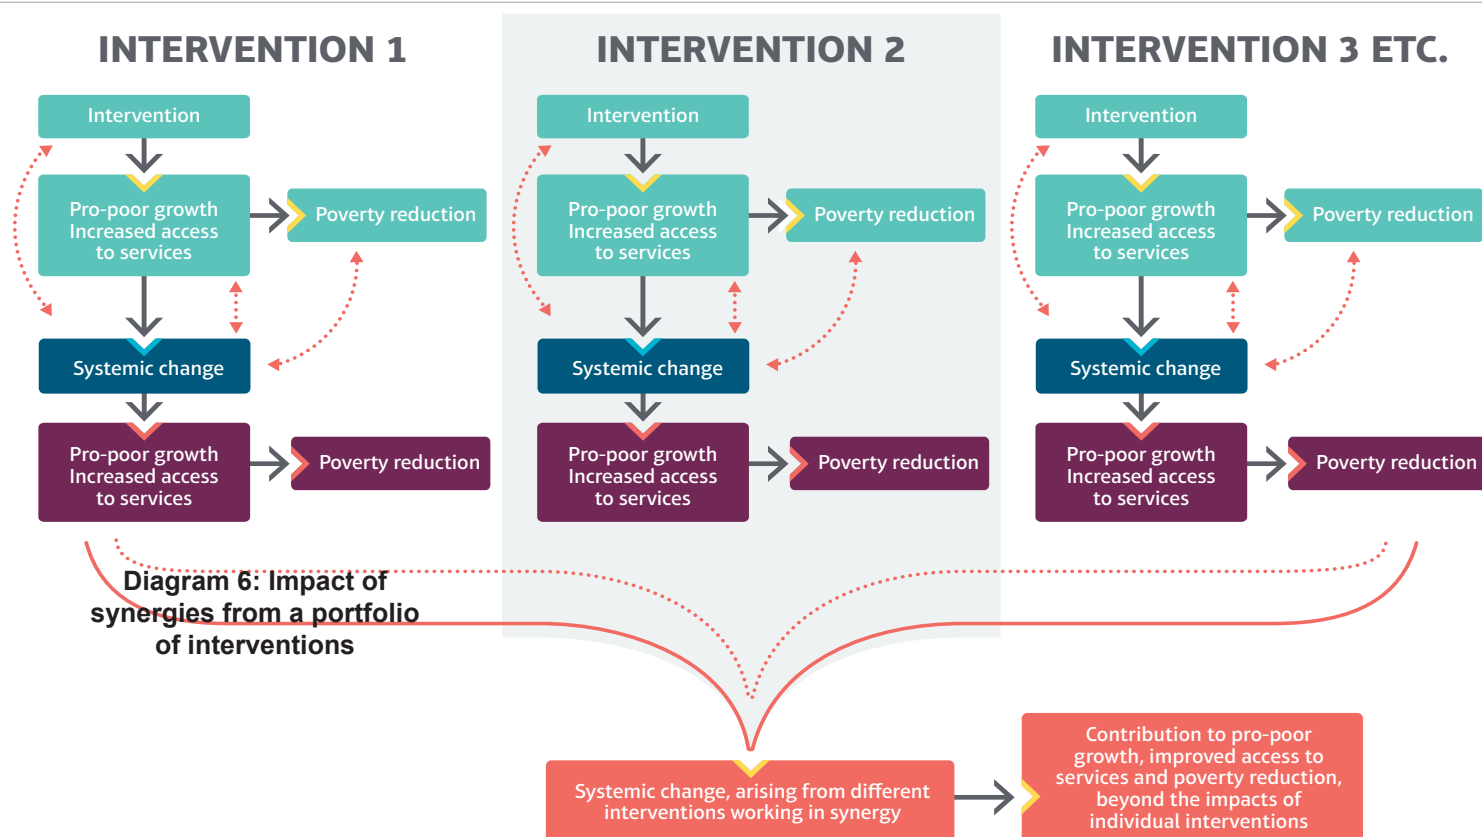 INTERVENTION 1
Intervention
Pro-poor growth
Increased access
to services
Poverty reduction
Systemic change
Pro-poor growth
Increased access
to services
Poverty reduction
INTERVENTION 2
Intervention
Pro-poor growth
Increased access
to services
Poverty reduction
Systemic change
Pro-poor growth
Increased access
to services
Poverty reduction
INTERVENTION 3 ETC.
Intervention
Pro-poor growth
Increased access
to services
Poverty reduction
Systemic change
Pro-poor growth
Increased access
to services
Poverty reduction
Diagram 6: Impact of
synergies from a portfolio
of interventions
Systemic change, arising from different
interventions working in synergy
Contribution to pro-poor
growth, improved access to
services and poverty reduction,
beyond the impacts of
individual interventions